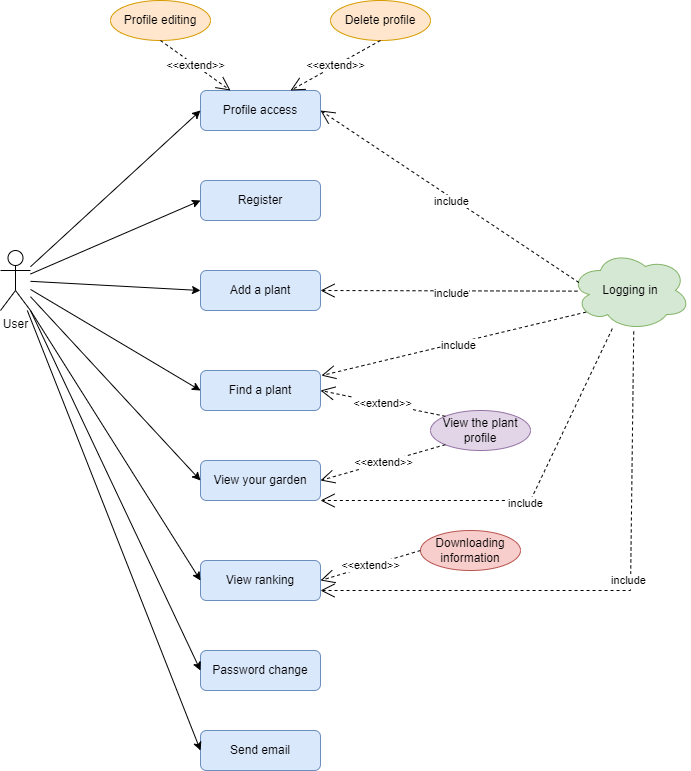 Profile editing
Delete profile
<<extend>>
<<extend>>
Profile access
Register
include
User
Add a plant
include
Logging in
include
Find a plant
<<extend>>
View the plant
profile
<<extend>>
View your garden
include
Downloading
information
<<extend>>
View ranking
include
Password change
Send email